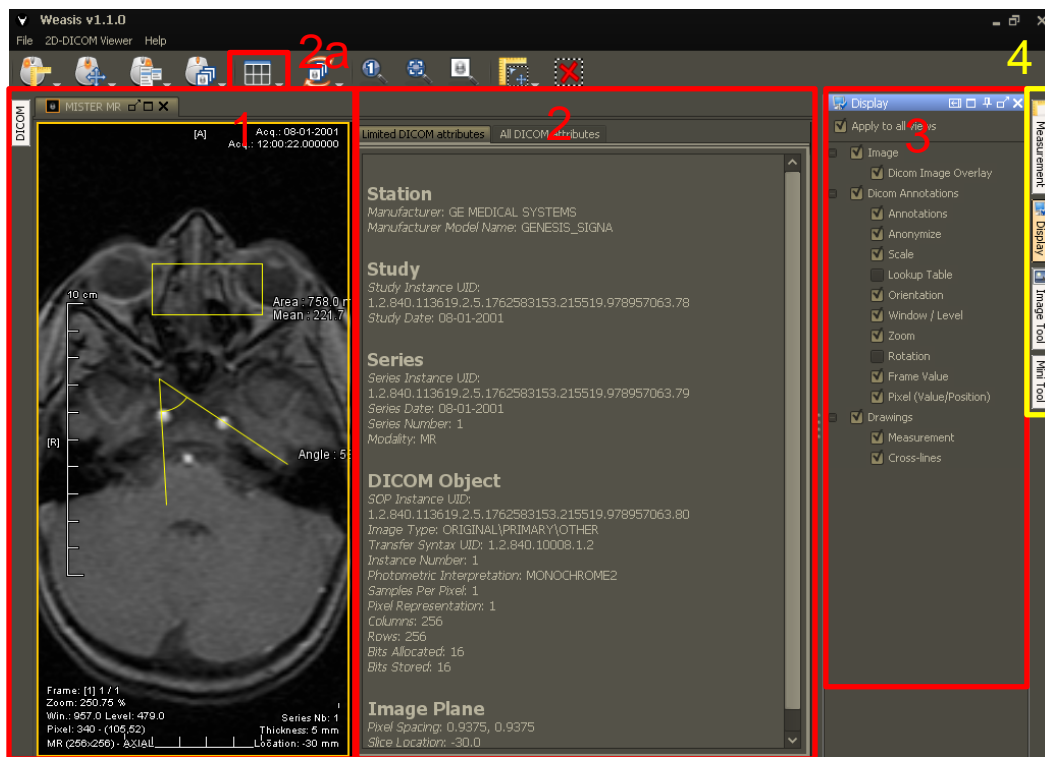 Weasis v1.1.0
File 2D-DICOM Viewer Help
2a
4
DICOM
MISTER MR
1
[A]
Acq.: 08-01-2001
Acq.: 12:00:22.000000
10 cm
Area : 758.0
Mean : 221.7
[R]
Angle :
Frame: [1] 1 / 1
Zoom: 250.75 %
Win.: 957.0 Level: 479.0
Pixel: 340 - (105,52)
MR (256x256) - AXIAL
Series Nb: 1
Thickness: 5 mm
Location: -30 mm
2
Limited DICOM attributes All DICOM attributes
Station
Manufacturer: GE MEDICAL SYSTEMS
Manufacturer Model Name: GENESIS_SIGNA
Study
Study Instance UID:
1.2.840.113619.2.5.1762583153.215519.978957063.78
Study Date: 08-01-2001
Series
Series Instance UID:
1.2.840.113619.2.5.1762583153.215519.978957063.79
Series Date: 08-01-2001
Series Number: 1
Modality: MR
DICOM Object
SOP Instance UID:
1.2.840.113619.2.5.1762583153.215519.978957063.80
Image Type: ORIGINAL\PRIMARY\OTHER
Transfer Syntax UID: 1.2.840.10008.1.2
Instance Number: 1
Photometric Interpretation: MONOCHROME2
Samples Per Pixel: 1
Pixel Representation: 1
Columns: 256
Rows: 256
Bits Allocated: 16
Bits Stored: 16
Image Plane
Pixel Spacing: 0.9375, 0.9375
Slice Location: -30.0
Display
3
Apply to all views
Image
Dicom Image Overlay
Dicom Annotations
Annotations
Anonymize
Scale
Lookup Table
Orientation
Window / Level
Zoom
Rotation
Frame Value
Pixel (Value/Position)
Drawings
Measurement
Cross-lines
Measurement
Display
Image Tool
Mini Tool